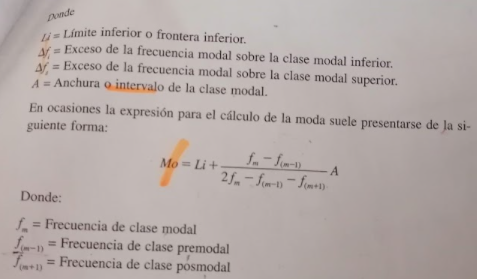 Donde
Li = Límite inferior o frontera inferior.
Δf₁ = Exceso de la frecuencia modal sobre la clase modal inferior.
Δf₂ = Exceso de la frecuencia modal sobre la clase modal superior.
A = Anchura o intervalo de la clase modal.
En ocasiones la expresión para el cálculo de la moda suele presentarse de la si-
guiente forma:
Mo = Li + (f_m − f_(m−1)) / (2f_m − f_(m−1) − f_(m+1)) A
Donde:
f_m = Frecuencia de clase modal
f_(m−1) = Frecuencia de clase premodal
f_(m+1) = Frecuencia de clase posmodal